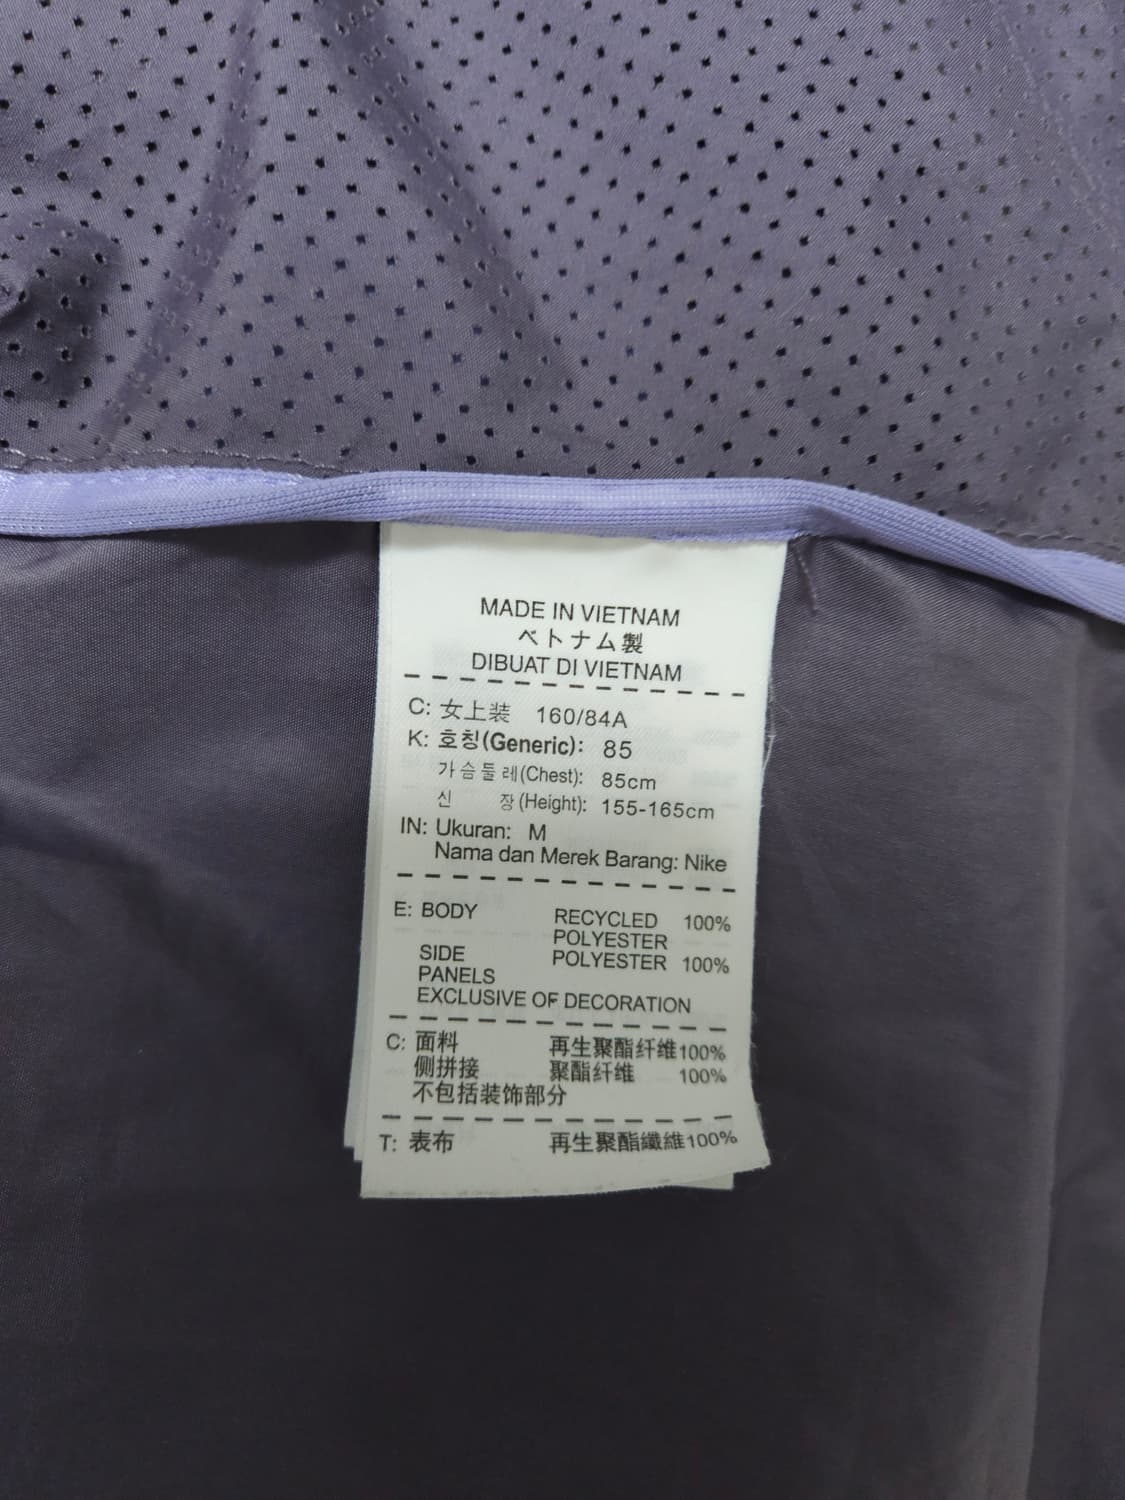 MADE IN VIETNAM
ベトナム製
DIBUAT DI VIETNAM
C: 女上装 160/84A
K: 호칭(Generic): 85
가슴둘레(Chest): 85cm
신 장(Height): 155-165cm
IN: Ukuran: M
Nama dan Merek Barang: Nike
E: BODY RECYCLED 100%
POLYESTER
SIDE POLYESTER 100%
PANELS
EXCLUSIVE OF DECORATION
C: 面料 再生聚酯纤维100%
侧拼接 聚酯纤维 100%
不包括装饰部分
T: 表布 再生聚酯纖維100%